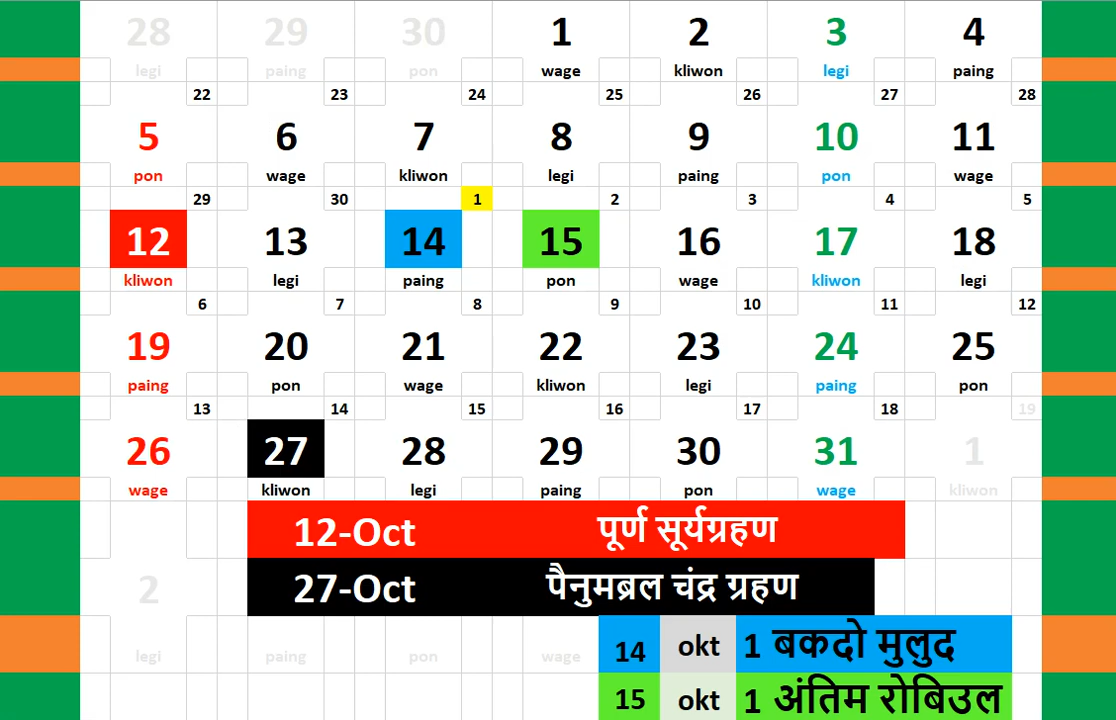 28 29 30 1 2 3 4
legi paing pon wage kliwon legi paing
22 23 24 25 26 27 28
5 6 7 8 9 10 11
pon wage kliwon legi paing pon wage
29 30 1 2 3 4 5
12 13 14 15 16 17 18
kliwon legi paing pon wage kliwon legi
6 7 8 9 10 11 12
19 20 21 22 23 24 25
paing pon wage kliwon legi paing pon
13 14 15 16 17 18 19
26 27 28 29 30 31 1
wage kliwon legi paing pon wage kliwon
12-Oct पूर्ण सूर्यग्रहण
2 27-Oct पैनुमब्रल चंद्र ग्रहण
14 okt 1 बकदो मुलुद
legi paing pon wage
15 okt 1 अंतिम रोबिउल